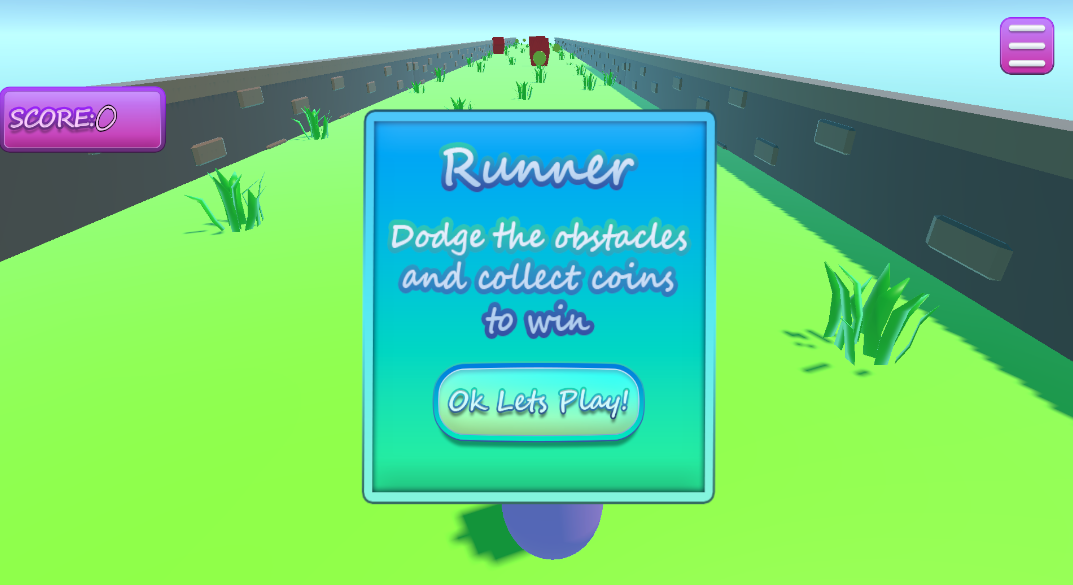 SCORE:0
Runner
Dodge the obstacles
and collect coins
to win
Ok Lets Play!